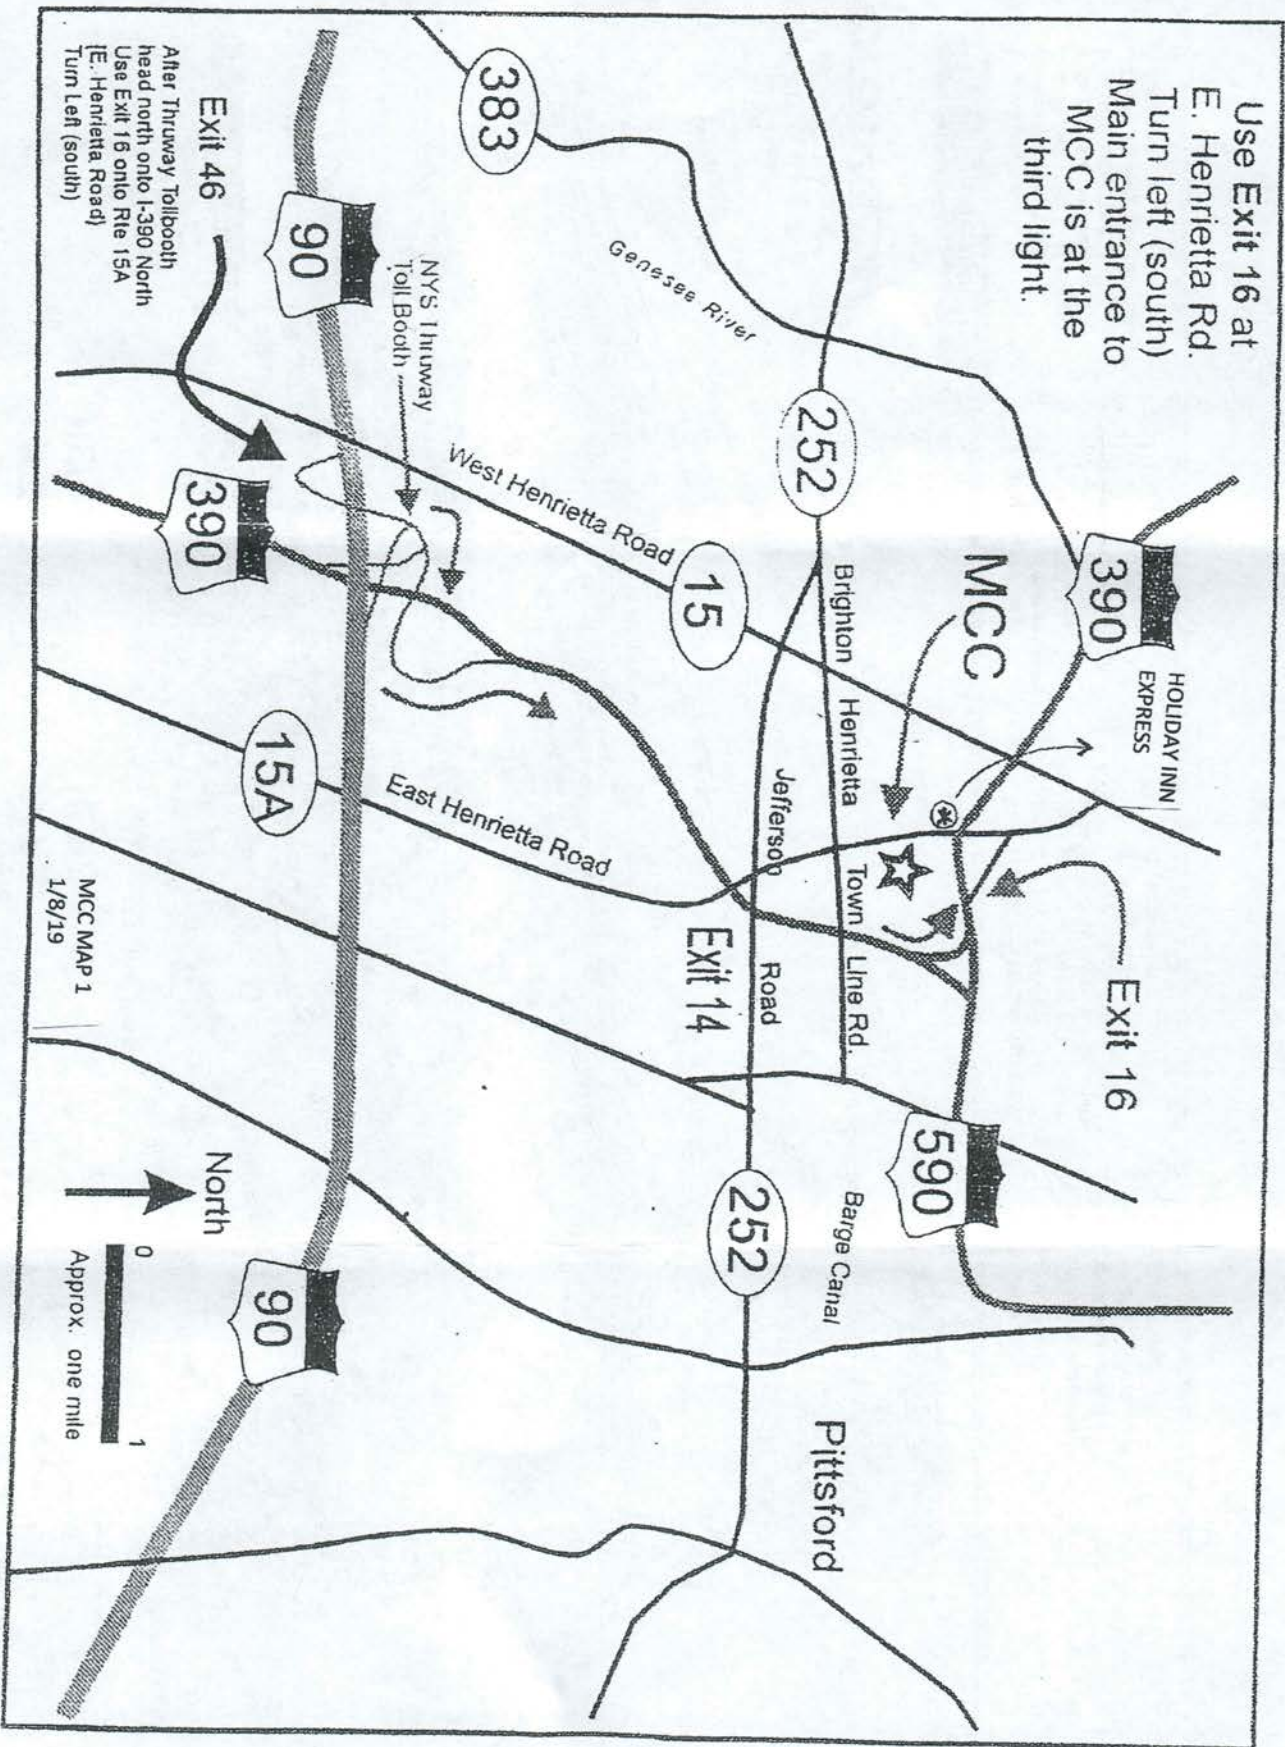 Use Exit 16 at
E. Henrietta Rd.
Turn left (south)
Main entrance to
MCC is at the
third light.
390
HOLIDAY INN
EXPRESS
MCC
Exit 16
590
383
Genesee River
252
Brighton Henrietta Town Line Rd.
Barge Canal
Pittsford
15
Jefferson Road
252
West Henrietta Road
Exit 14
NYS Thruway
Toll Booth
East Henrietta Road
90
390
15A
90
Exit 46
After Thruway Tollbooth
head north onto I-390 North
Use Exit 16 onto Rte 15A
(E. Henrietta Road)
Turn Left (south)
MCC MAP 1
1/8/19
North
0 1
Approx. one mile